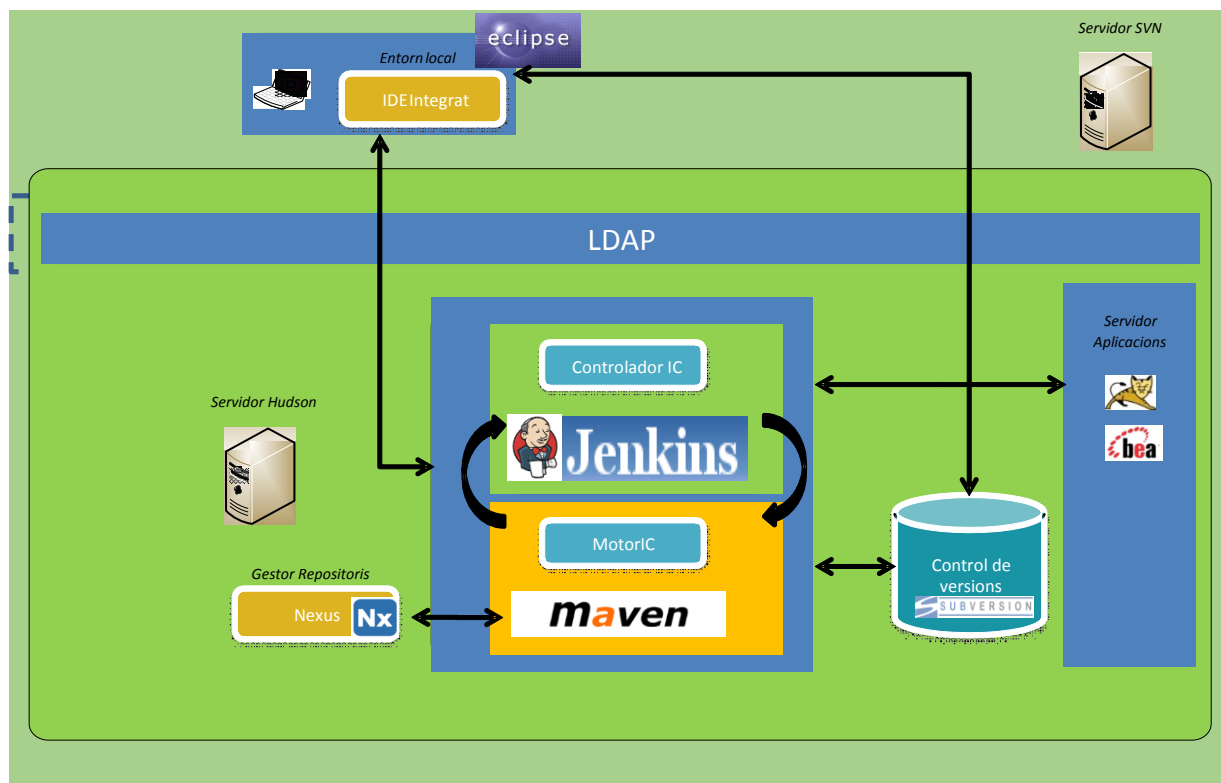 eclipse
Servidor SVN
Entorn local
IDEIntegrat
LDAP
Servidor
Aplicacions
Controlador IC
Servidor Hudson
Jenkins
bea
MotorIC
Control de
versions
SUBVERSION
Gestor Repositoris
Nexus
Nx
maven